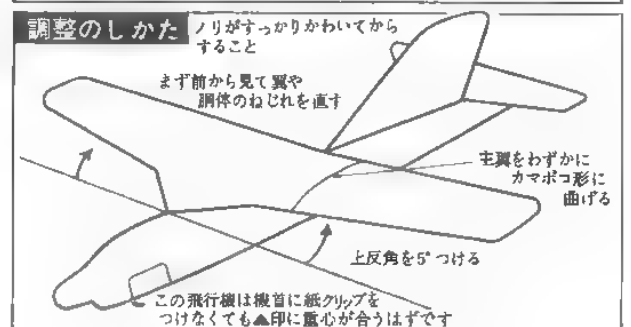 調整のしかた
ノリがすっかりかわいてから
すること
まず前から見て翼や
胴体のねじれを直す
主翼をわずかに
カマボコ形に
曲げる
上反角を5°つける
この飛行機は機首に紙クリップを
つけなくても▲印に重心が合うはずです